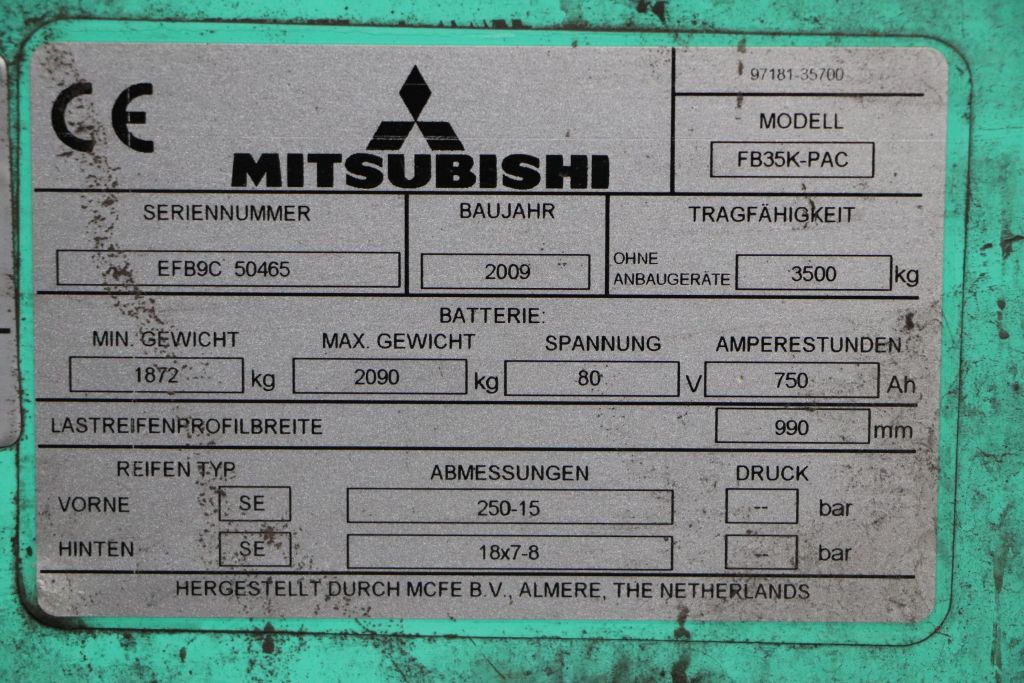 CE
MITSUBISHI
97181-35700
MODELL
FB35K-PAC
SERIENNUMMER
EFB9C 50465
BAUJAHR
2009
TRAGFÄHIGKEIT
OHNE
ANBAUGERÄTE 3500 kg
BATTERIE:
MIN. GEWICHT MAX. GEWICHT SPANNUNG AMPERESTUNDEN
1872 kg 2090 kg 80 V 750 Ah
LASTREIFENPROFILBREITE 990 mm
REIFEN TYP ABMESSUNGEN DRUCK
VORNE SE 250-15 -- bar
HINTEN SE 18x7-8 -- bar
HERGESTELLT DURCH MCFE B.V., ALMERE, THE NETHERLANDS